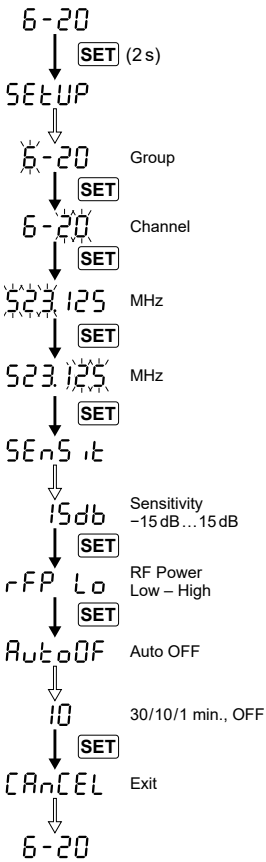 6-20
SET (2 s)
SEtUP
6-20 Group
SET
6-20 Channel
SET
523.125 MHz
SET
523.125 MHz
SET
SEnSit
15db Sensitivity
−15 dB…15 dB
SET
rFP Lo RF Power
Low – High
SET
AutoOF Auto OFF
10 30/10/1 min., OFF
SET
CAnCEL Exit
6-20